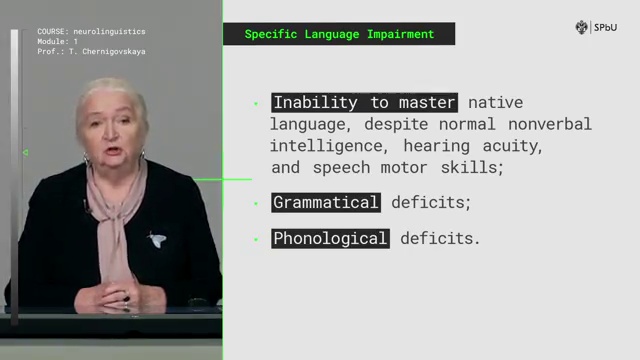 COURSE: neurolinguistics
Module: 1
Prof.: T. Chernigovskaya
Specific Language Impairment
SPbU
Inability to master native
language, despite normal nonverbal
intelligence, hearing acuity,
and speech motor skills;
Grammatical deficits;
Phonological deficits.